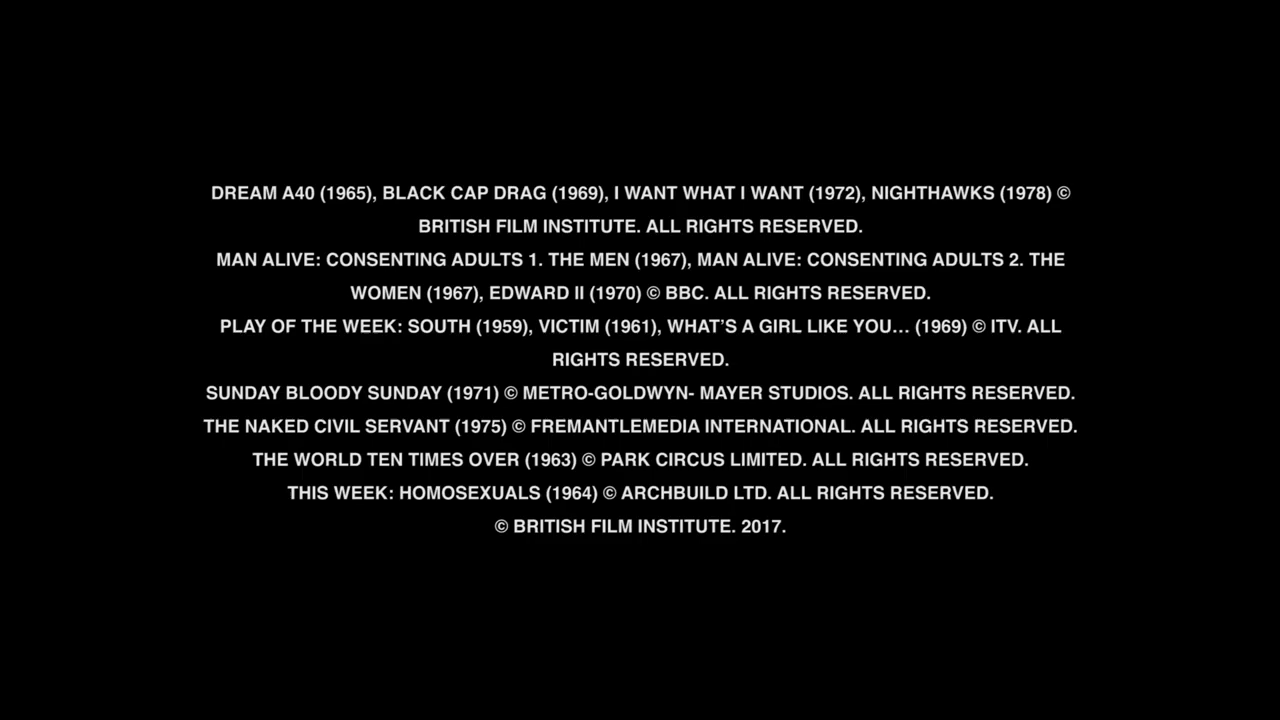 DREAM A40 (1965), BLACK CAP DRAG (1969), I WANT WHAT I WANT (1972), NIGHTHAWKS (1978) ©
BRITISH FILM INSTITUTE. ALL RIGHTS RESERVED.
MAN ALIVE: CONSENTING ADULTS 1. THE MEN (1967), MAN ALIVE: CONSENTING ADULTS 2. THE
WOMEN (1967), EDWARD II (1970) © BBC. ALL RIGHTS RESERVED.
PLAY OF THE WEEK: SOUTH (1959), VICTIM (1961), WHAT'S A GIRL LIKE YOU... (1969) © ITV. ALL
RIGHTS RESERVED.
SUNDAY BLOODY SUNDAY (1971) © METRO-GOLDWYN- MAYER STUDIOS. ALL RIGHTS RESERVED.
THE NAKED CIVIL SERVANT (1975) © FREMANTLEMEDIA INTERNATIONAL. ALL RIGHTS RESERVED.
THE WORLD TEN TIMES OVER (1963) © PARK CIRCUS LIMITED. ALL RIGHTS RESERVED.
THIS WEEK: HOMOSEXUALS (1964) © ARCHBUILD LTD. ALL RIGHTS RESERVED.
© BRITISH FILM INSTITUTE. 2017.